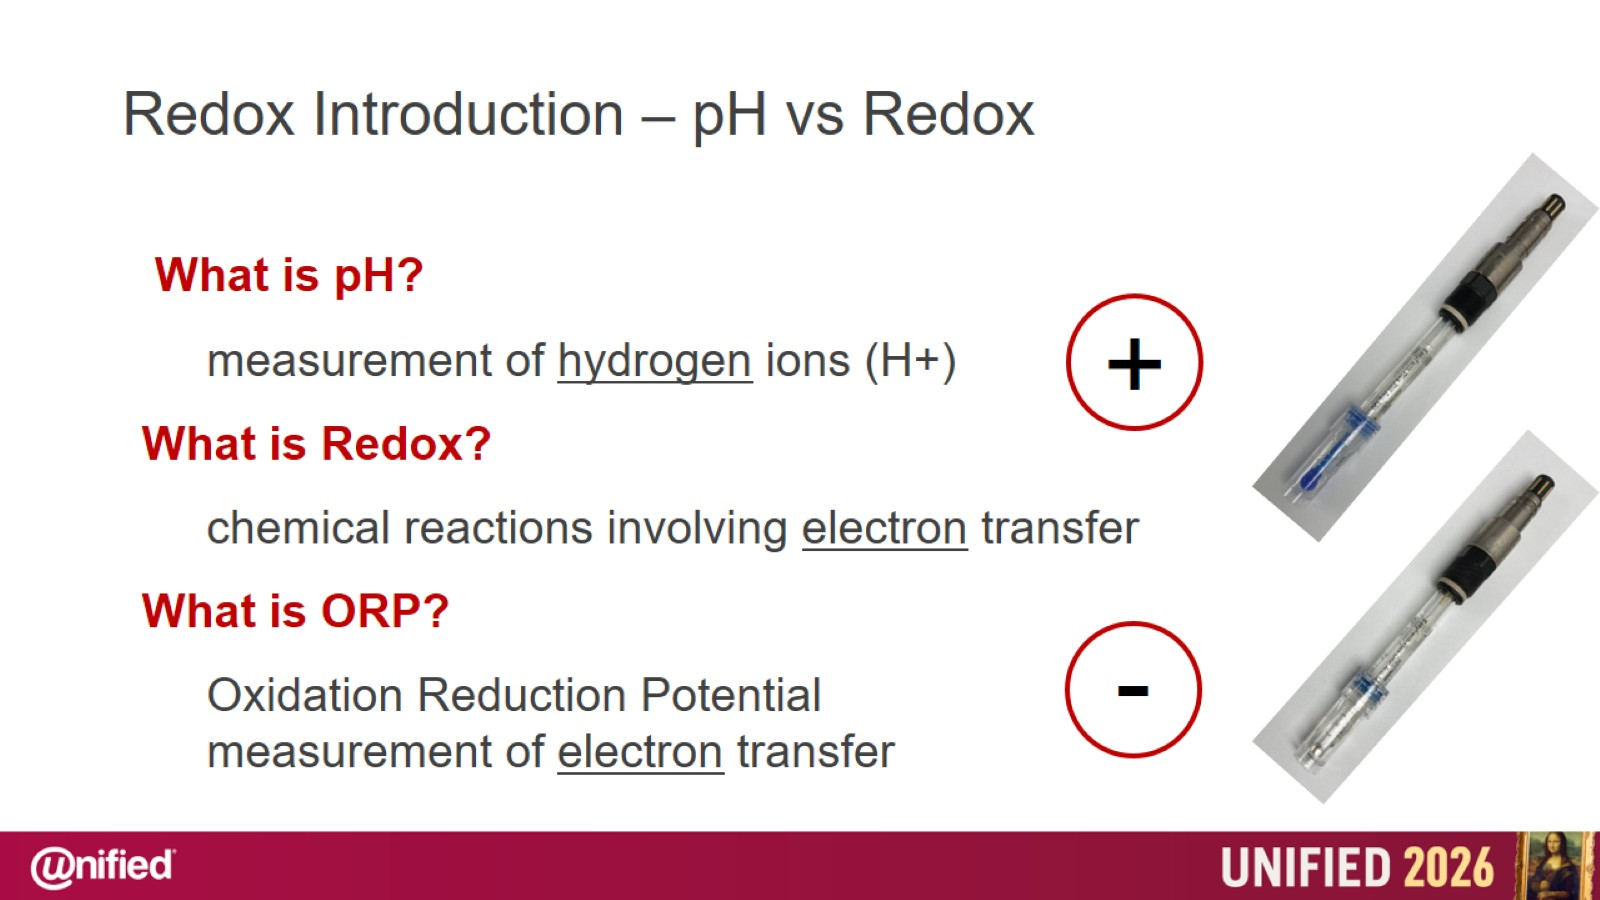 Redox Introduction – pH vs Redox
What is pH?
measurement of hydrogen ions (H+)
+
What is Redox?
chemical reactions involving electron transfer
What is ORP?
Oxidation Reduction Potential
-
measurement of electron transfer
@unified
UNIFIED 2026